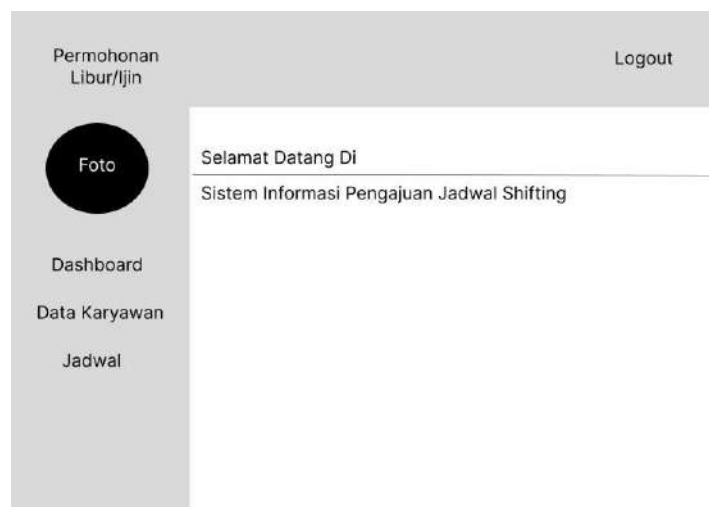 Permohonan
Libur/Ijin
Logout
Foto
Selamat Datang Di
Sistem Informasi Pengajuan Jadwal Shifting
Dashboard
Data Karyawan
Jadwal